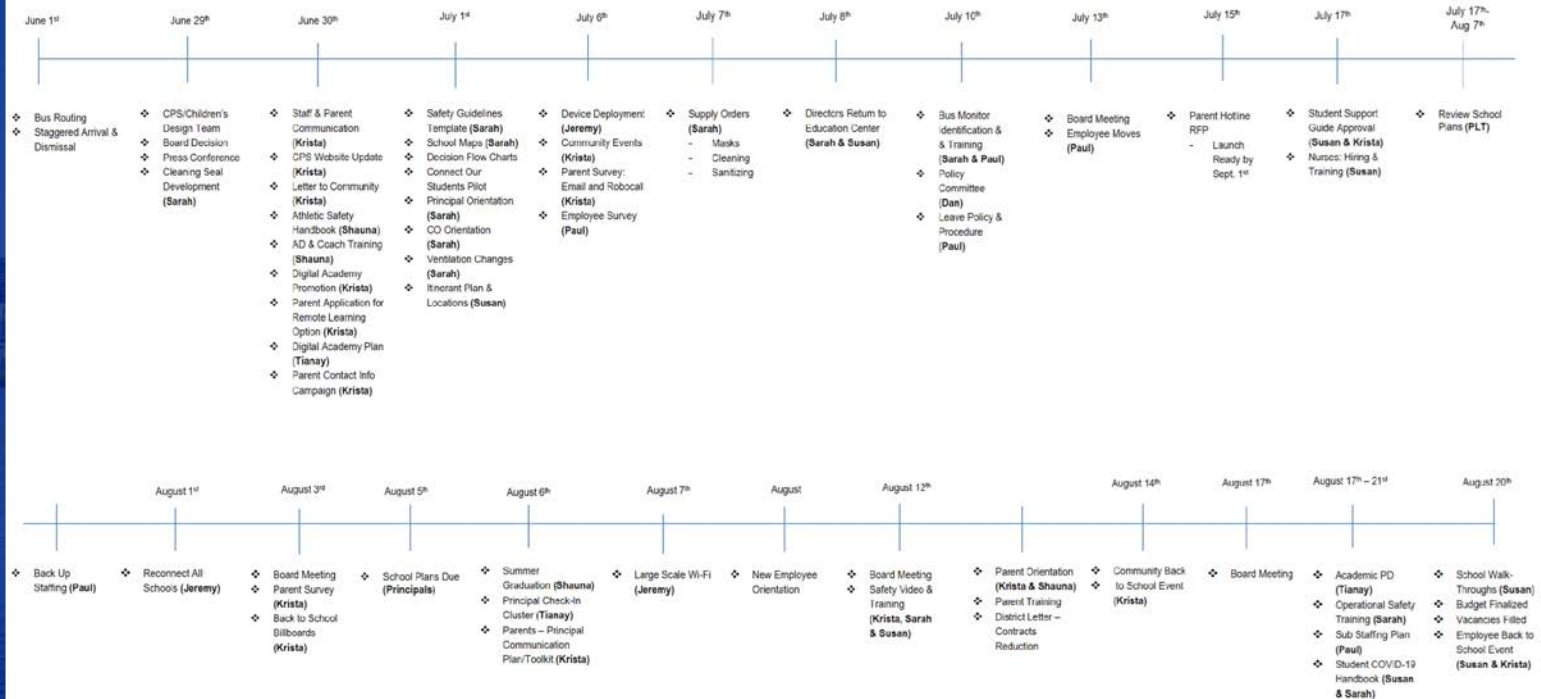 June 1st
June 29th
June 30th
July 1st
July 6th
July 7th
July 8th
July 10th
July 13th
July 15th
July 17th
July 17th-
Aug 7th
❖ Bus Routing
❖ Staggered Arrival &
Dismissal
❖ CPS/Children's
Design Team
❖ Board Decision
❖ Press Conference
❖ Cleaning Seal
Development
(Sarah)
❖ Staff & Parent
Communication
(Krista)
❖ CPS Website Update
(Krista)
❖ Letter to Community
(Krista)
❖ Athletic Safety
Handbook (Shauna)
❖ AD & Coach Training
(Shauna)
❖ Digital Academy
Promotion (Krista)
❖ Parent Application for
Remote Learning
Option (Krista)
❖ Digital Academy Plan
(Tianay)
❖ Parent Contact Info
Campaign (Krista)
❖ Safety Guidelines
Template (Sarah)
❖ School Maps (Sarah)
❖ Decision Flow Charts
❖ Connect Our
Students Pilot
❖ Principal Orientation
(Sarah)
❖ CO Orientation
(Sarah)
❖ Ventilation Changes
(Sarah)
❖ Itinerant Plan &
Locations (Susan)
❖ Device Deployment
(Jeremy)
❖ Community Events
(Krista)
❖ Parent Survey:
Email and Robocall
(Krista)
❖ Employee Survey
(Paul)
❖ Supply Orders
(Sarah)
- Masks
- Cleaning
- Sanitizing
❖ Directors Return to
Education Center
(Sarah & Susan)
❖ Bus Monitor
Identification &
& Training
(Sarah & Paul)
❖ Policy
Committee
(Dan)
❖ Leave Policy &
Procedure
(Paul)
❖ Board Meeting
❖ Employee Moves
(Paul)
❖ Parent Hotline
RFP
- Launch
Ready by
Sept. 1st
❖ Student Support
Guide Approval
(Susan & Krista)
❖ Nurses: Hiring &
Training (Susan)
❖ Review School
Plans (PLT)
August 1st
August 3rd
August 5th
August 6th
August 7th
August
August 12th
August 14th
August 17th
August 17th – 21st
August 20th
❖ Back Up
Staffing (Paul)
❖ Reconnect All
Schools (Jeremy)
❖ Board Meeting
❖ Parent Survey
(Krista)
❖ Back to School
Billboards
(Krista)
❖ School Plans Due
(Principals)
❖ Summer
Graduation (Shauna)
❖ Principal Check-In
Cluster (Tianay)
❖ Parents – Principal
Communication
Plan/Toolkit (Krista)
❖ Large Scale Wi-Fi
(Jeremy)
❖ New Employee
Orientation
❖ Board Meeting
❖ Safety Video &
Training
(Krista, Sarah
& Susan)
❖ Parent Orientation
(Krista & Shauna)
❖ Parent Training
❖ District Letter –
Contracts
Reduction
❖ Community Back
❖ to School Event
(Krista)
❖ Board Meeting
❖ Academic PD
(Tianay)
❖ Operational Safety
Training (Sarah)
❖ Sub Staffing Plan
(Paul)
❖ Student COVID-19
Handbook (Susan
& Sarah)
❖ School Walk-
Throughs (Susan)
❖ Budget Finalized
❖ Vacancies Filled
❖ Employee Back to
School Event
(Susan & Krista)